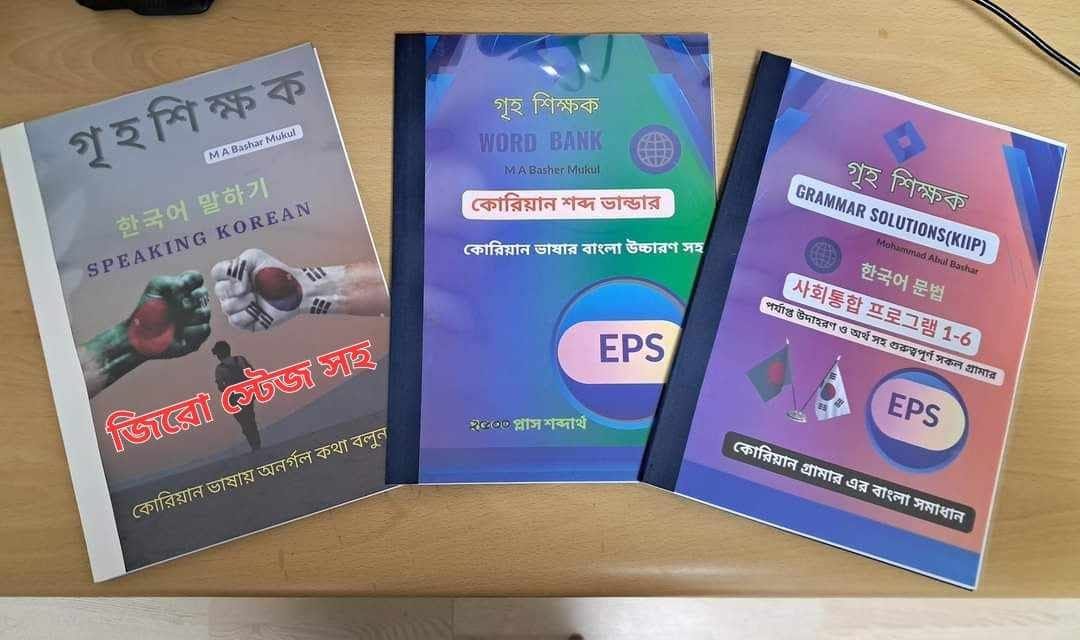 গৃহ শিক্ষক
M A Bashar Mukul
한국어 말하기
SPEAKING KOREAN
জিরো স্টেজ সহ
কোরিয়ান ভাষায় অনর্গল কথা বলুন
গৃহ শিক্ষক
WORD BANK
M A Basher Mukul
কোরিয়ান শব্দ ভান্ডার
কোরিয়ান ভাষার বাংলা উচ্চারণ সহ
EPS
২৫০০ প্লাস শব্দার্থ
গৃহ শিক্ষক
GRAMMAR SOLUTIONS(KIIP)
Mohammad Abul Bashar
한국어 문법
사회통합 프로그램 1-6
পর্যাপ্ত উদাহরণ ও অর্থ সহ গুরুত্বপূর্ণ সকল গ্রামার
EPS
কোরিয়ান গ্রামার এর বাংলা সমাধান